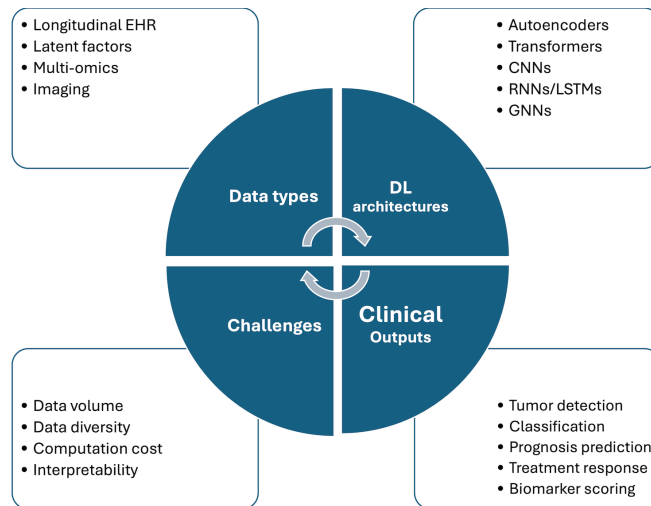 • Longitudinal EHR
• Latent factors
• Multi-omics
• Imaging
• Autoencoders
• Transformers
• CNNs
• RNNs/LSTMs
• GNNs
Data types
DL
architectures
Challenges
Clinical
Outputs
• Data volume
• Data diversity
• Computation cost
• Interpretability
• Tumor detection
• Classification
• Prognosis prediction
• Treatment response
• Biomarker scoring